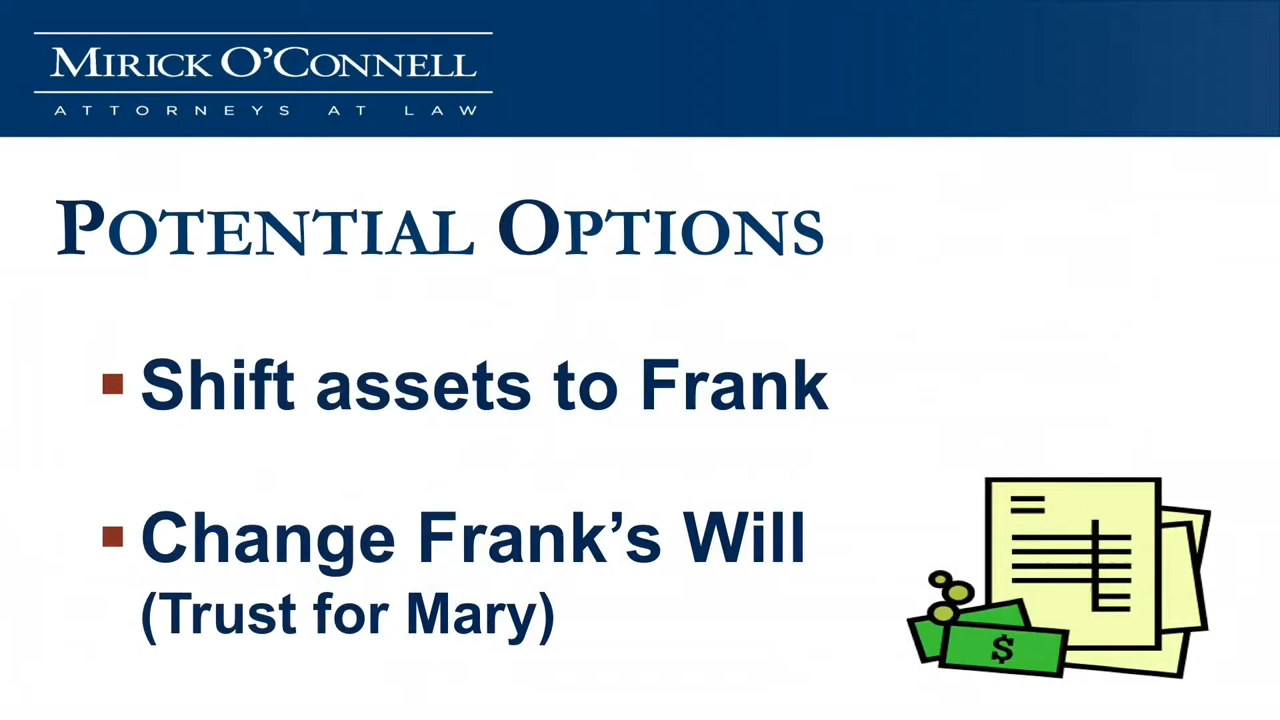 MIRICK O’CONNELL
ATTORNEYS AT LAW
POTENTIAL OPTIONS
▪ Shift assets to Frank
▪ Change Frank’s Will
(Trust for Mary)
$